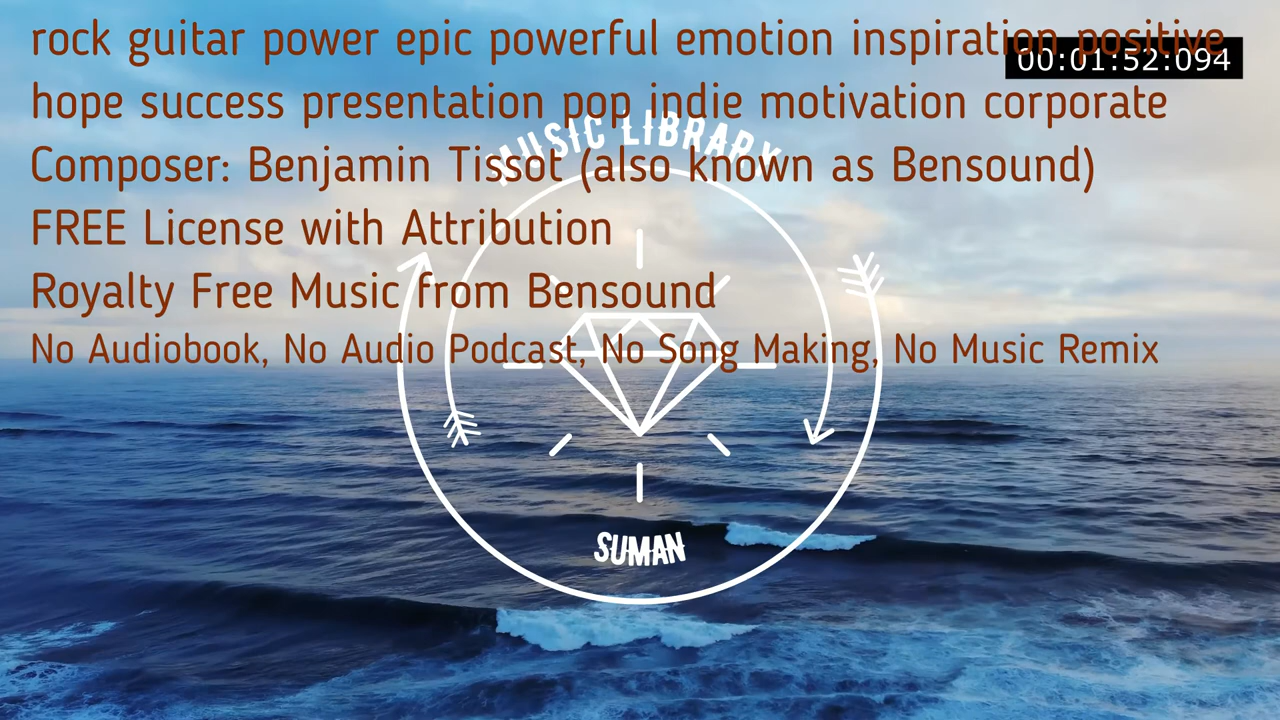 rock guitar power epic powerful emotion inspiration positive
00:01:52:094
hope success presentation pop indie motivation corporate
MUSIC LIBRARY
Composer: Benjamin Tissot (also known as Bensound)
FREE License with Attribution
Royalty Free Music from Bensound
No Audiobook, No Audio Podcast, No Song Making, No Music Remix
SUMAN